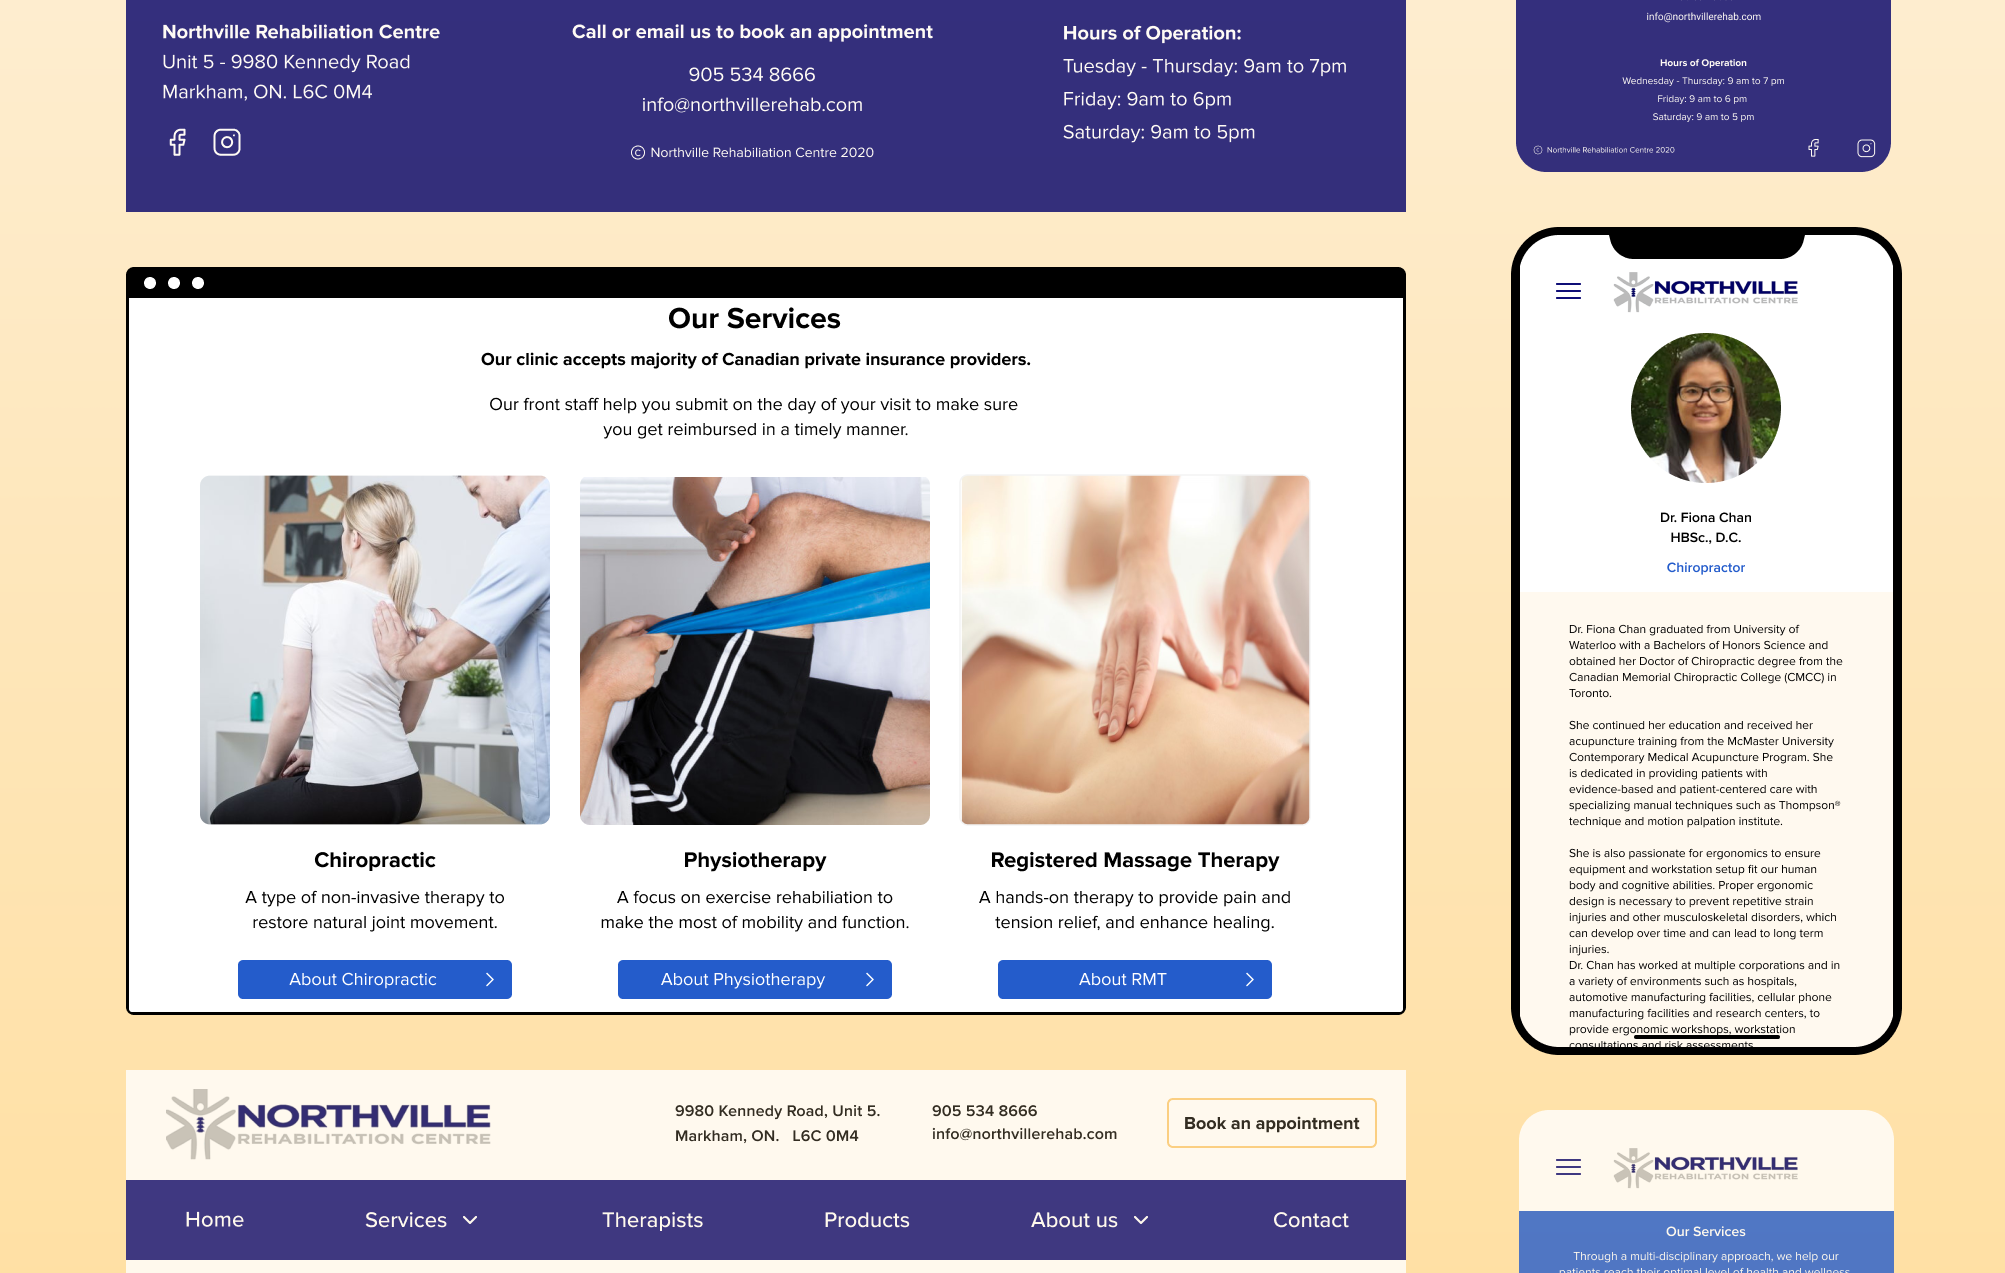 Northville Rehabiliation Centre
Unit 5 - 9980 Kennedy Road
Markham, ON. L6C 0M4
Call or email us to book an appointment
905 534 8666
info@northvillerehab.com
© Northville Rehabiliation Centre 2020
Hours of Operation:
Tuesday - Thursday: 9am to 7pm
Friday: 9am to 6pm
Saturday: 9am to 5pm
info@northvillerehab.com
Hours of Operation
Wednesday - Thursday: 9 am to 7 pm
Friday: 9 am to 6 pm
Saturday: 9 am to 5 pm
© Northville Rehabiliation Centre 2020
Our Services
Our clinic accepts majority of Canadian private insurance providers.
Our front staff help you submit on the day of your visit to make sure
you get reimbursed in a timely manner.
Chiropractic
A type of non-invasive therapy to
restore natural joint movement.
About Chiropractic
Physiotherapy
A focus on exercise rehabiliation to
make the most of mobility and function.
About Physiotherapy
Registered Massage Therapy
A hands-on therapy to provide pain and
tension relief, and enhance healing.
About RMT
NORTHVILLE
REHABILITATION CENTRE
Dr. Fiona Chan
HBSc., D.C.
Chiropractor
Dr. Fiona Chan graduated from University of
Waterloo with a Bachelors of Honors Science and
obtained her Doctor of Chiropractic degree from the
Canadian Memorial Chiropractic College (CMCC) in
Toronto.
She continued her education and received her
acupuncture training from the McMaster University
Contemporary Medical Acupuncture Program. She
is dedicated in providing patients with
evidence-based and patient-centered care with
specializing manual techniques such as Thompson®
technique and motion palpation institute.
She is also passionate for ergonomics to ensure
equipment and workstation setup fit our human
body and cognitive abilities. Proper ergonomic
design is necessary to prevent repetitive strain
injuries and other musculoskeletal disorders, which
can develop over time and can lead to long term
injuries.
Dr. Chan has worked at multiple corporations and in
a variety of environments such as hospitals,
automotive manufacturing facilities, cellular phone
manufacturing facilities and research centers, to
provide ergonomic workshops, workstation
consultations and risk assessments.
NORTHVILLE
REHABILITATION CENTRE
9980 Kennedy Road, Unit 5.
Markham, ON. L6C 0M4
905 534 8666
info@northvillerehab.com
Book an appointment
Home
Services
Therapists
Products
About us
Contact
NORTHVILLE
REHABILITATION CENTRE
Our Services
Through a multi-disciplinary approach, we help our
patients reach their optimal level of health and wellness